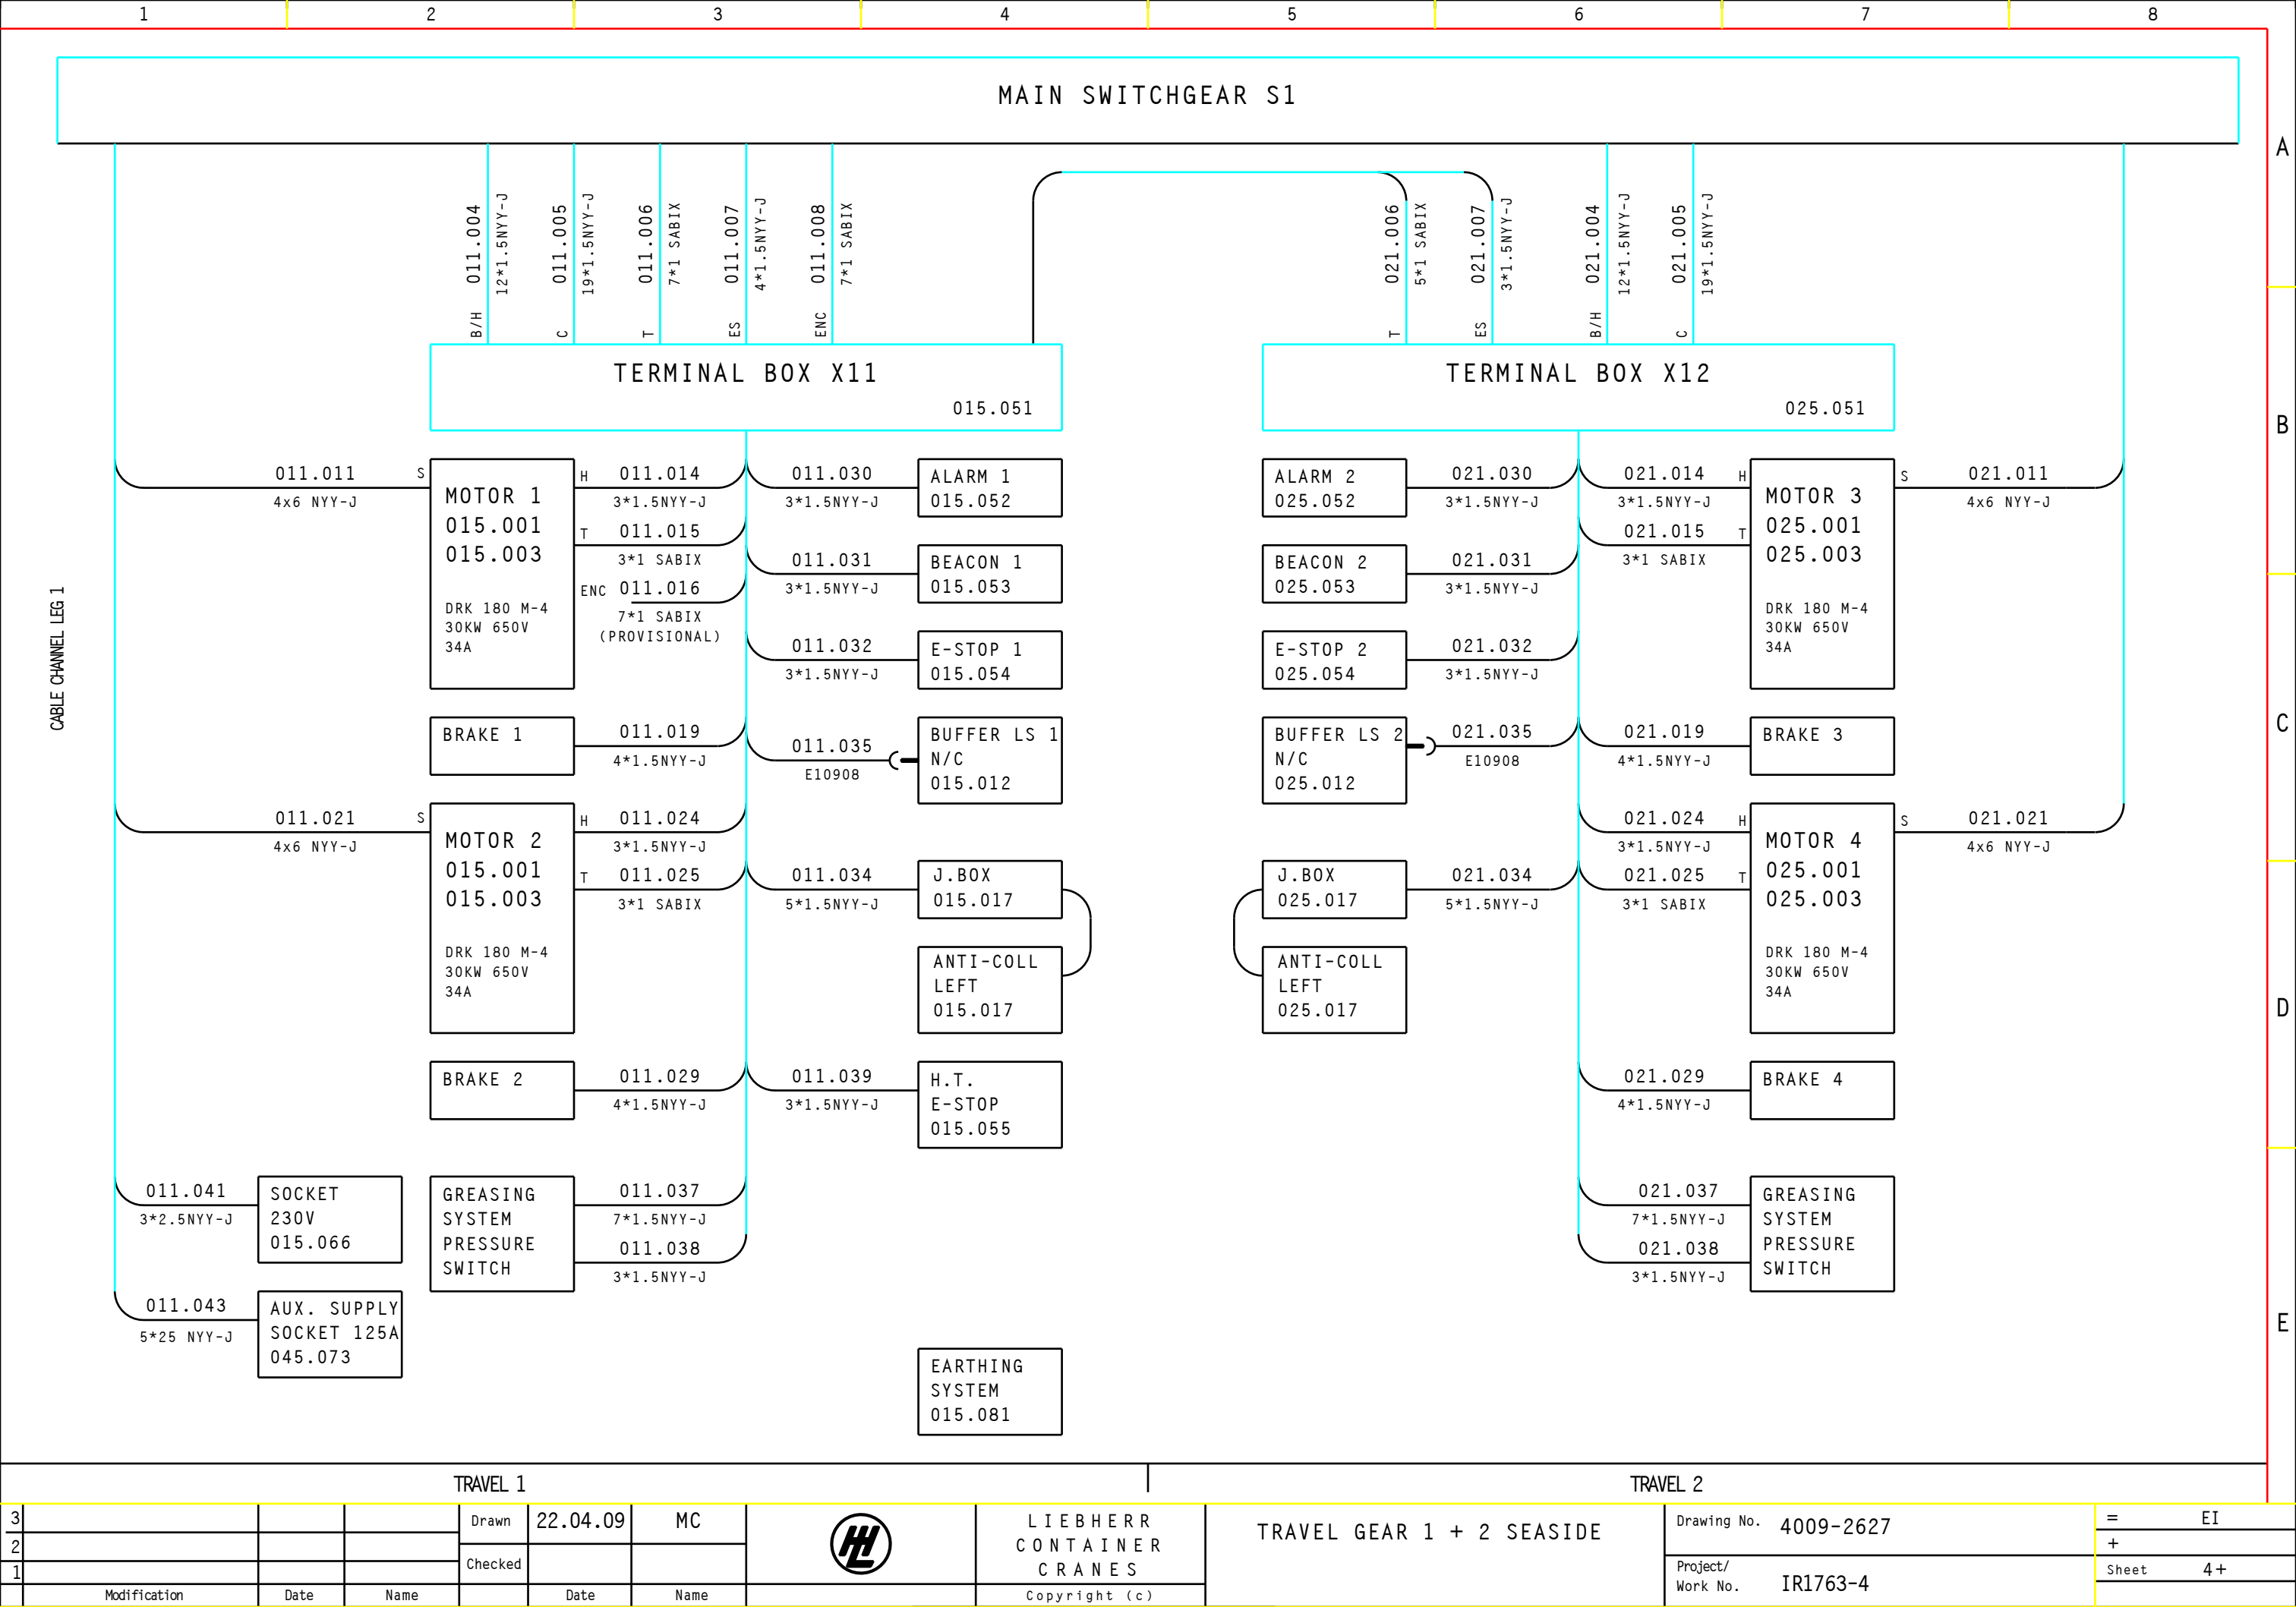 1 2 3 4 5 6 7 8
MAIN SWITCHGEAR S1
A
B
C
D
E
CABLE CHANNEL LEG 1
B/H 011.004
12*1.5NYY-J
C 011.005
19*1.5NYY-J
T 011.006
7*1 SABIX
ES 011.007
4*1.5NYY-J
ENC 011.008
7*1 SABIX
T 021.006
5*1 SABIX
ES 021.007
3*1.5NYY-J
B/H 021.004
12*1.5NYY-J
C 021.005
19*1.5NYY-J
TERMINAL BOX X11
015.051
TERMINAL BOX X12
025.051
011.011 S
4x6 NYY-J
MOTOR 1
015.001
015.003
DRK 180 M-4
30KW 650V
34A
H 011.014
3*1.5NYY-J
T 011.015
3*1 SABIX
ENC 011.016
7*1 SABIX
(PROVISIONAL)
011.030
3*1.5NYY-J
ALARM 1
015.052
011.031
3*1.5NYY-J
BEACON 1
015.053
011.032
3*1.5NYY-J
E-STOP 1
015.054
BRAKE 1
011.019
4*1.5NYY-J
011.035
E10908
BUFFER LS 1
N/C
015.012
011.021 S
4x6 NYY-J
MOTOR 2
015.001
015.003
DRK 180 M-4
30KW 650V
34A
H 011.024
3*1.5NYY-J
T 011.025
3*1 SABIX
011.034
5*1.5NYY-J
J.BOX
015.017
ANTI-COLL
LEFT
015.017
BRAKE 2
011.029
4*1.5NYY-J
011.039
3*1.5NYY-J
H.T.
E-STOP
015.055
011.041
3*2.5NYY-J
SOCKET
230V
015.066
GREASING
SYSTEM
PRESSURE
SWITCH
011.037
7*1.5NYY-J
011.038
3*1.5NYY-J
011.043
5*25 NYY-J
AUX. SUPPLY
SOCKET 125A
045.073
EARTHING
SYSTEM
015.081
ALARM 2
025.052
021.030
3*1.5NYY-J
021.014 H
3*1.5NYY-J
021.015 T
3*1 SABIX
MOTOR 3
025.001
025.003
DRK 180 M-4
30KW 650V
34A
S 021.011
4x6 NYY-J
BEACON 2
025.053
021.031
3*1.5NYY-J
E-STOP 2
025.054
021.032
3*1.5NYY-J
BUFFER LS 2
N/C
025.012
021.035
E10908
021.019
4*1.5NYY-J
BRAKE 3
021.024 H
3*1.5NYY-J
021.025 T
3*1 SABIX
MOTOR 4
025.001
025.003
DRK 180 M-4
30KW 650V
34A
S 021.021
4x6 NYY-J
J.BOX
025.017
021.034
5*1.5NYY-J
ANTI-COLL
LEFT
025.017
021.029
4*1.5NYY-J
BRAKE 4
021.037
7*1.5NYY-J
021.038
3*1.5NYY-J
GREASING
SYSTEM
PRESSURE
SWITCH
TRAVEL 1
TRAVEL 2
3
2
1
Modification Date Name
Drawn 22.04.09 MC
Checked
Date Name
LIEBHERR
CONTAINER
CRANES
Copyright (c)
TRAVEL GEAR 1 + 2 SEASIDE
Drawing No. 4009-2627
Project/
Work No. IR1763-4
= EI
+
Sheet 4+